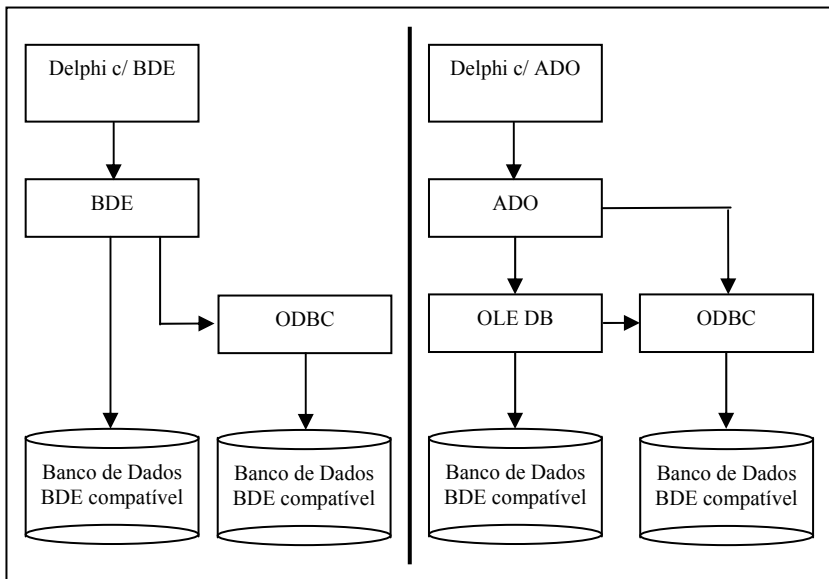 Delphi c/ BDE
Delphi c/ ADO
BDE
ADO
ODBC
OLE DB
ODBC
Banco de Dados
BDE compatível
Banco de Dados
BDE compatível
Banco de Dados
BDE compatível
Banco de Dados
BDE compatível